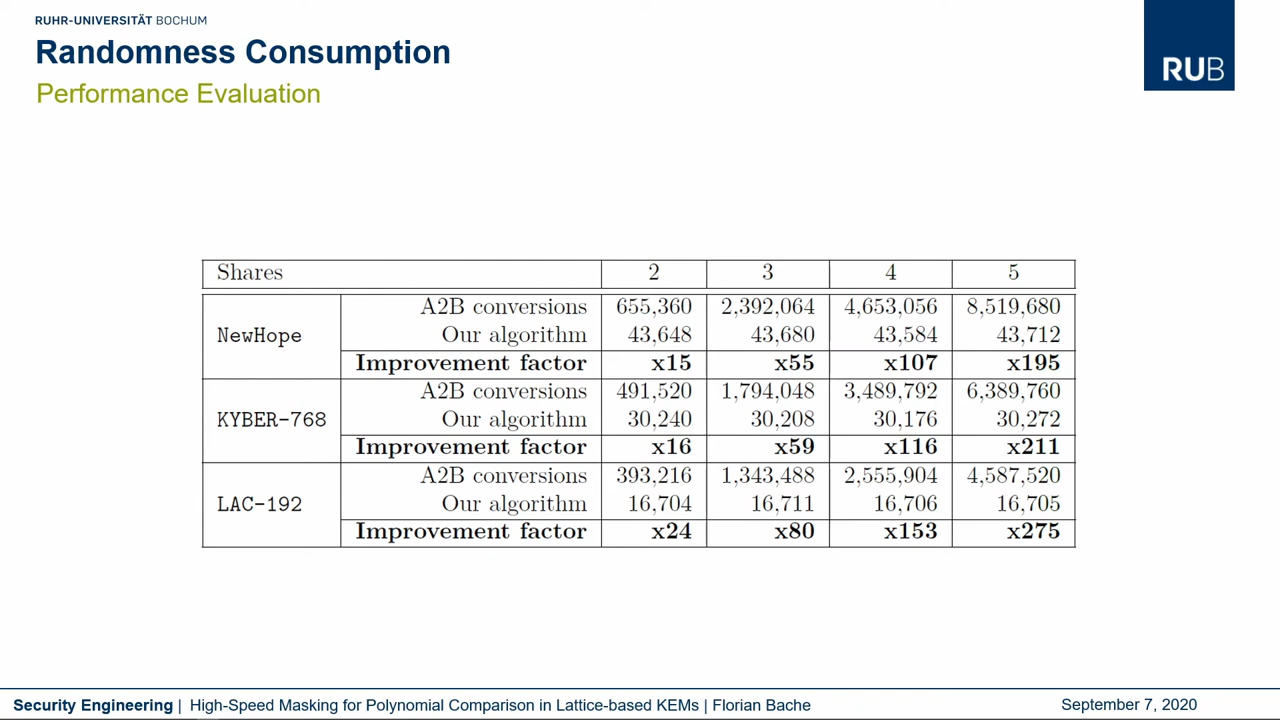 RUHR-UNIVERSITÄT BOCHUM
Randomness Consumption
Performance Evaluation
RUB
Shares 2 3 4 5
A2B conversions 655,360 2,392,064 4,653,056 8,519,680
NewHope Our algorithm 43,648 43,680 43,584 43,712
Improvement factor x15 x55 x107 x195
A2B conversions 491,520 1,794,048 3,489,792 6,389,760
KYBER-768 Our algorithm 30,240 30,208 30,176 30,272
Improvement factor x16 x59 x116 x211
A2B conversions 393,216 1,343,488 2,555,904 4,587,520
LAC-192 Our algorithm 16,704 16,711 16,706 16,705
Improvement factor x24 x80 x153 x275
Security Engineering | High-Speed Masking for Polynomial Comparison in Lattice-based KEMs | Florian Bache September 7, 2020